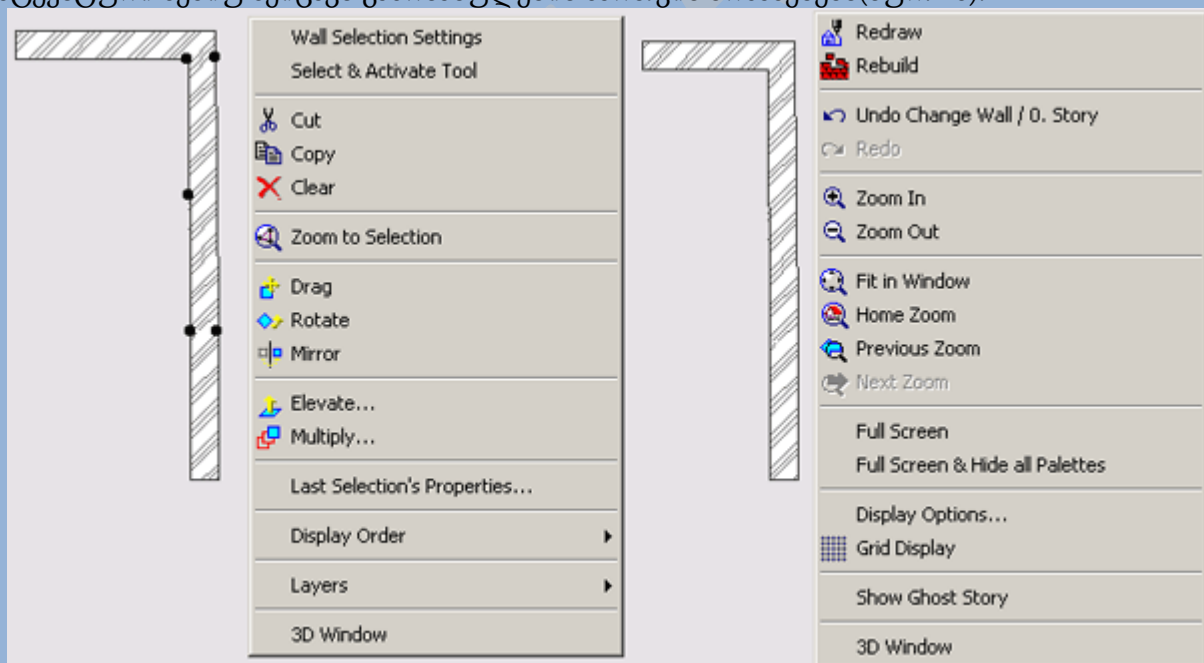 Wall Selection Settings
Select & Activate Tool
Cut
Copy
Clear
Zoom to Selection
Drag
Rotate
Mirror
Elevate...
Multiply...
Last Selection's Properties...
Display Order
Layers
3D Window
Redraw
Rebuild
Undo Change Wall / 0. Story
Redo
Zoom In
Zoom Out
Fit in Window
Home Zoom
Previous Zoom
Next Zoom
Full Screen
Full Screen & Hide all Palettes
Display Options...
Grid Display
Show Ghost Story
3D Window